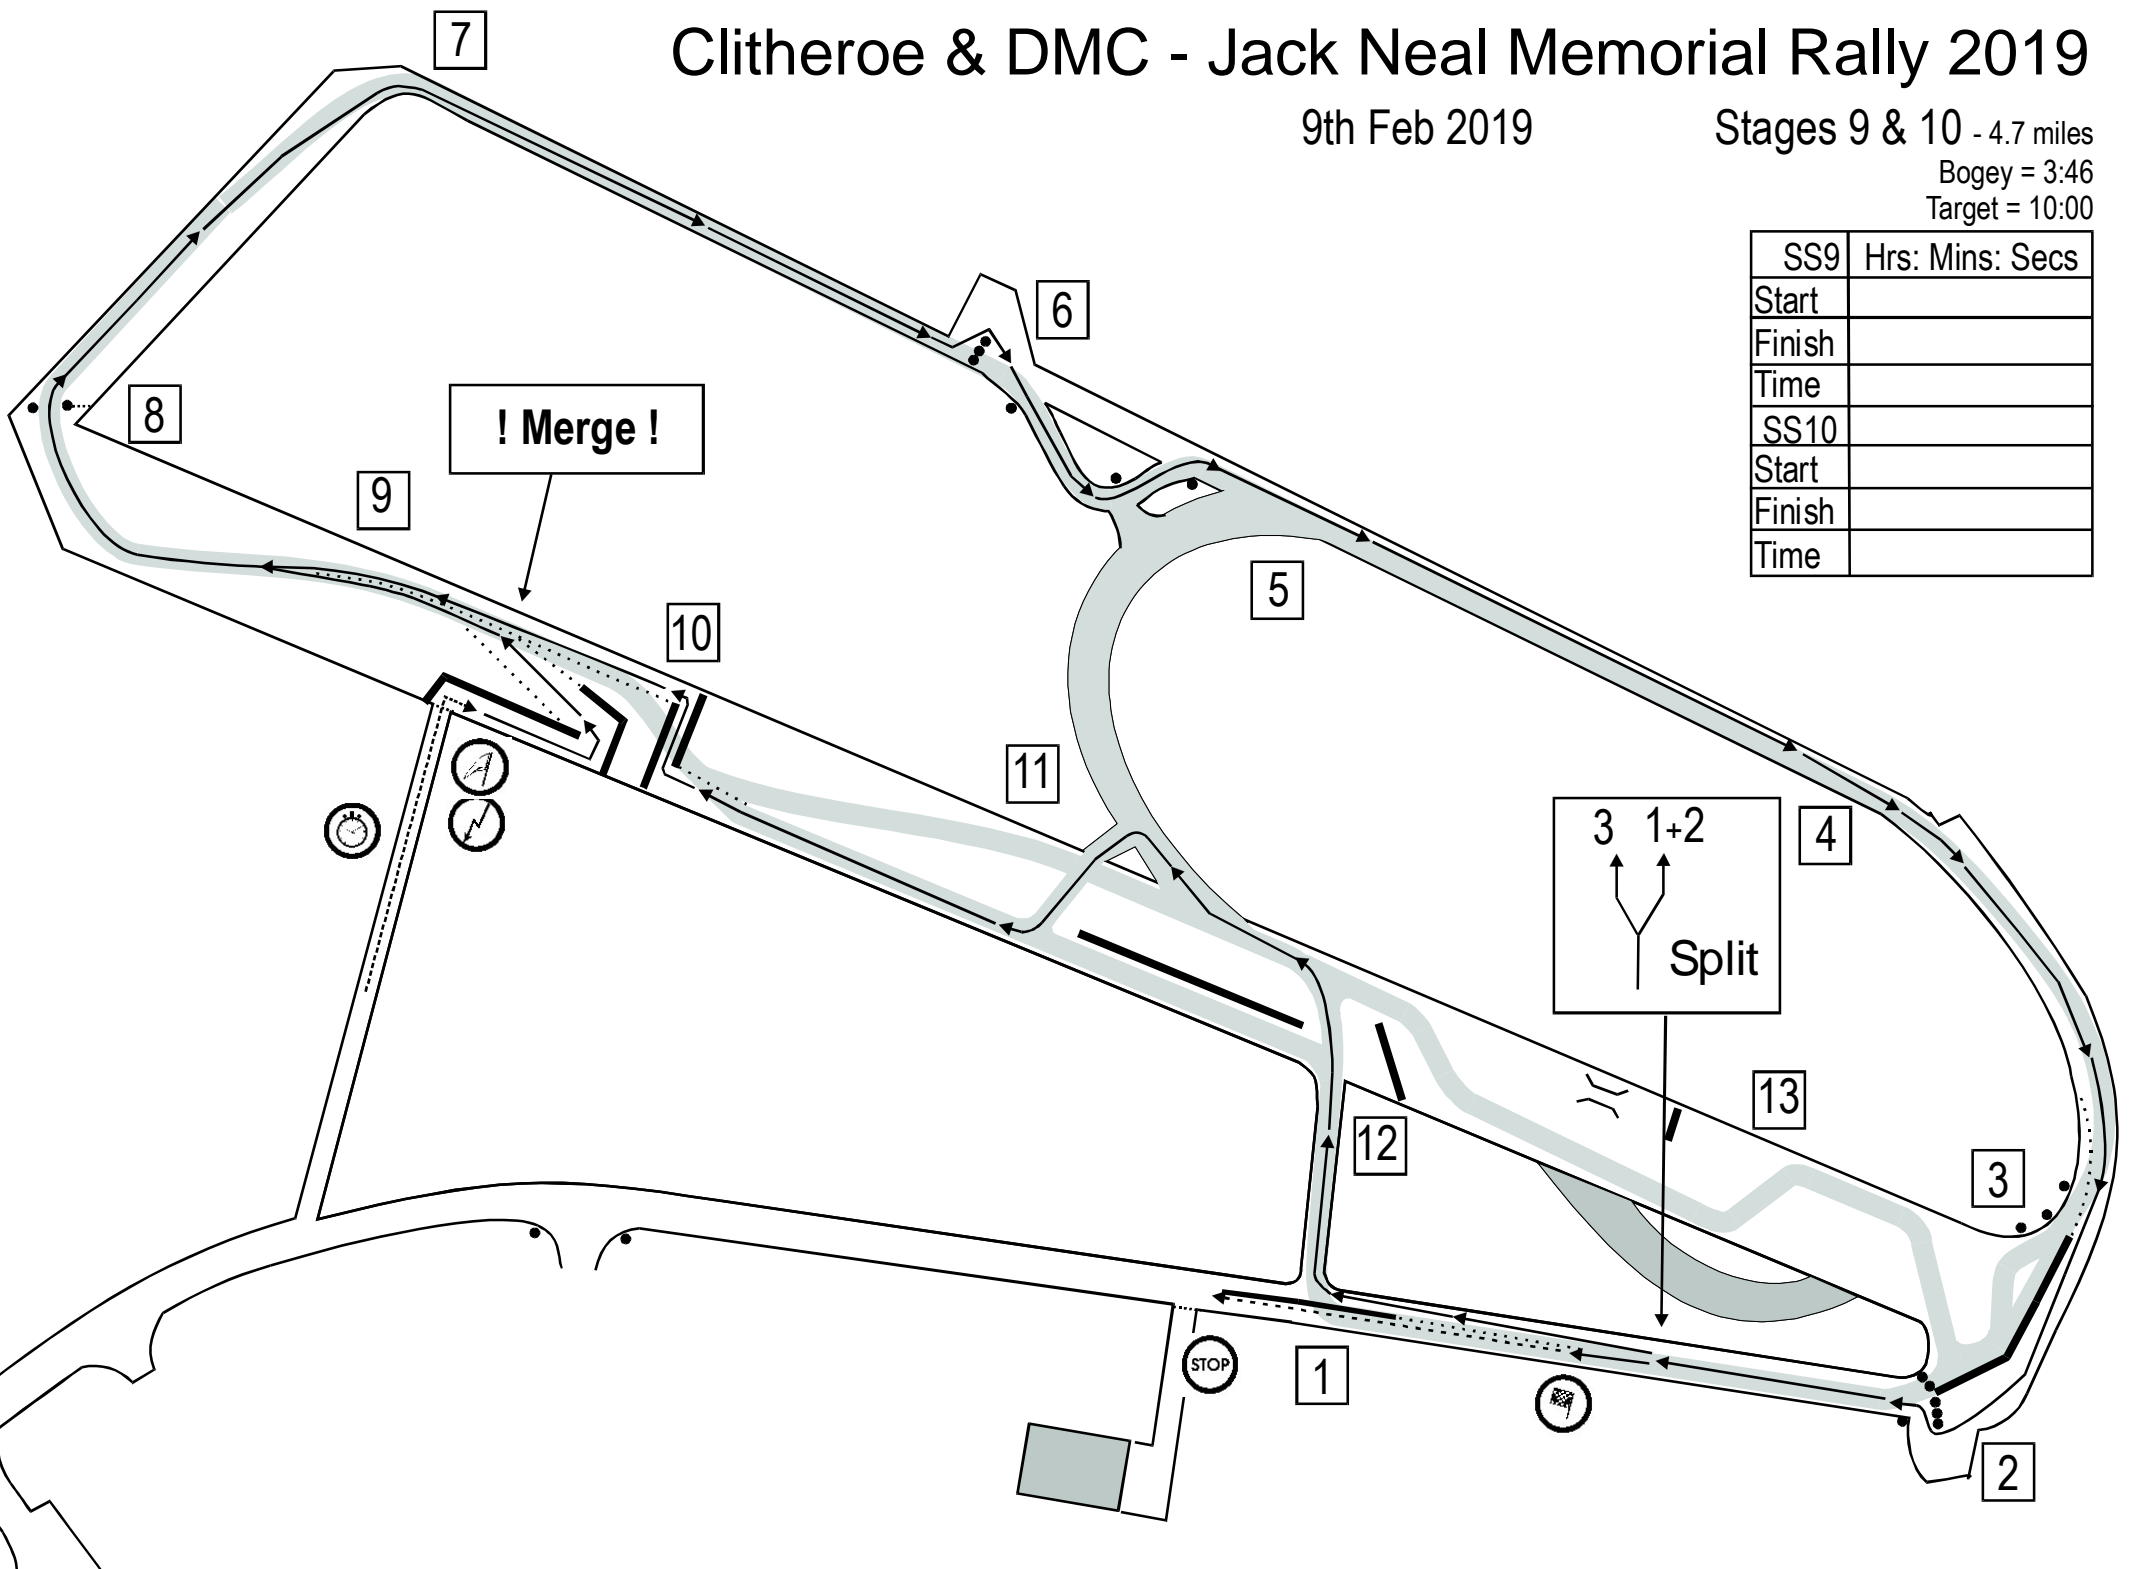 Clitheroe & DMC - Jack Neal Memorial Rally 2019
9th Feb 2019
Stages 9 & 10 - 4.7 miles
Bogey = 3:46
Target = 10:00
SS9 Hrs: Mins: Secs
Start
Finish
Time
SS10
Start
Finish
Time
7
6
8
! Merge !
9
5
10
11
3 1+2
Split
4
13
12
3
STOP
1
2